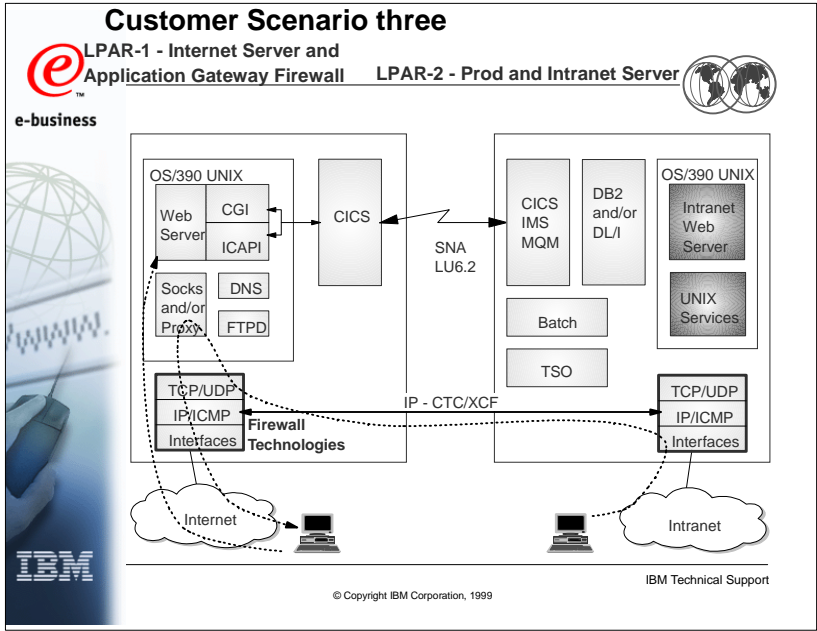 Customer Scenario three
LPAR-1 - Internet Server and
Application Gateway Firewall
LPAR-2 - Prod and Intranet Server
e
TM
e-business
OS/390 UNIX
Web
Server
CGI
ICAPI
CICS
Socks
and/or
Proxy
DNS
FTPD
SNA
LU6.2
CICS
IMS
MQM
DB2
and/or
DL/I
OS/390 UNIX
Intranet
Web
Server
UNIX
Services
Batch
TSO
TCP/UDP
IP/ICMP
Interfaces
Firewall
Technologies
IP - CTC/XCF
TCP/UDP
IP/ICMP
Interfaces
Internet
Intranet
IBM
IBM Technical Support
© Copyright IBM Corporation, 1999